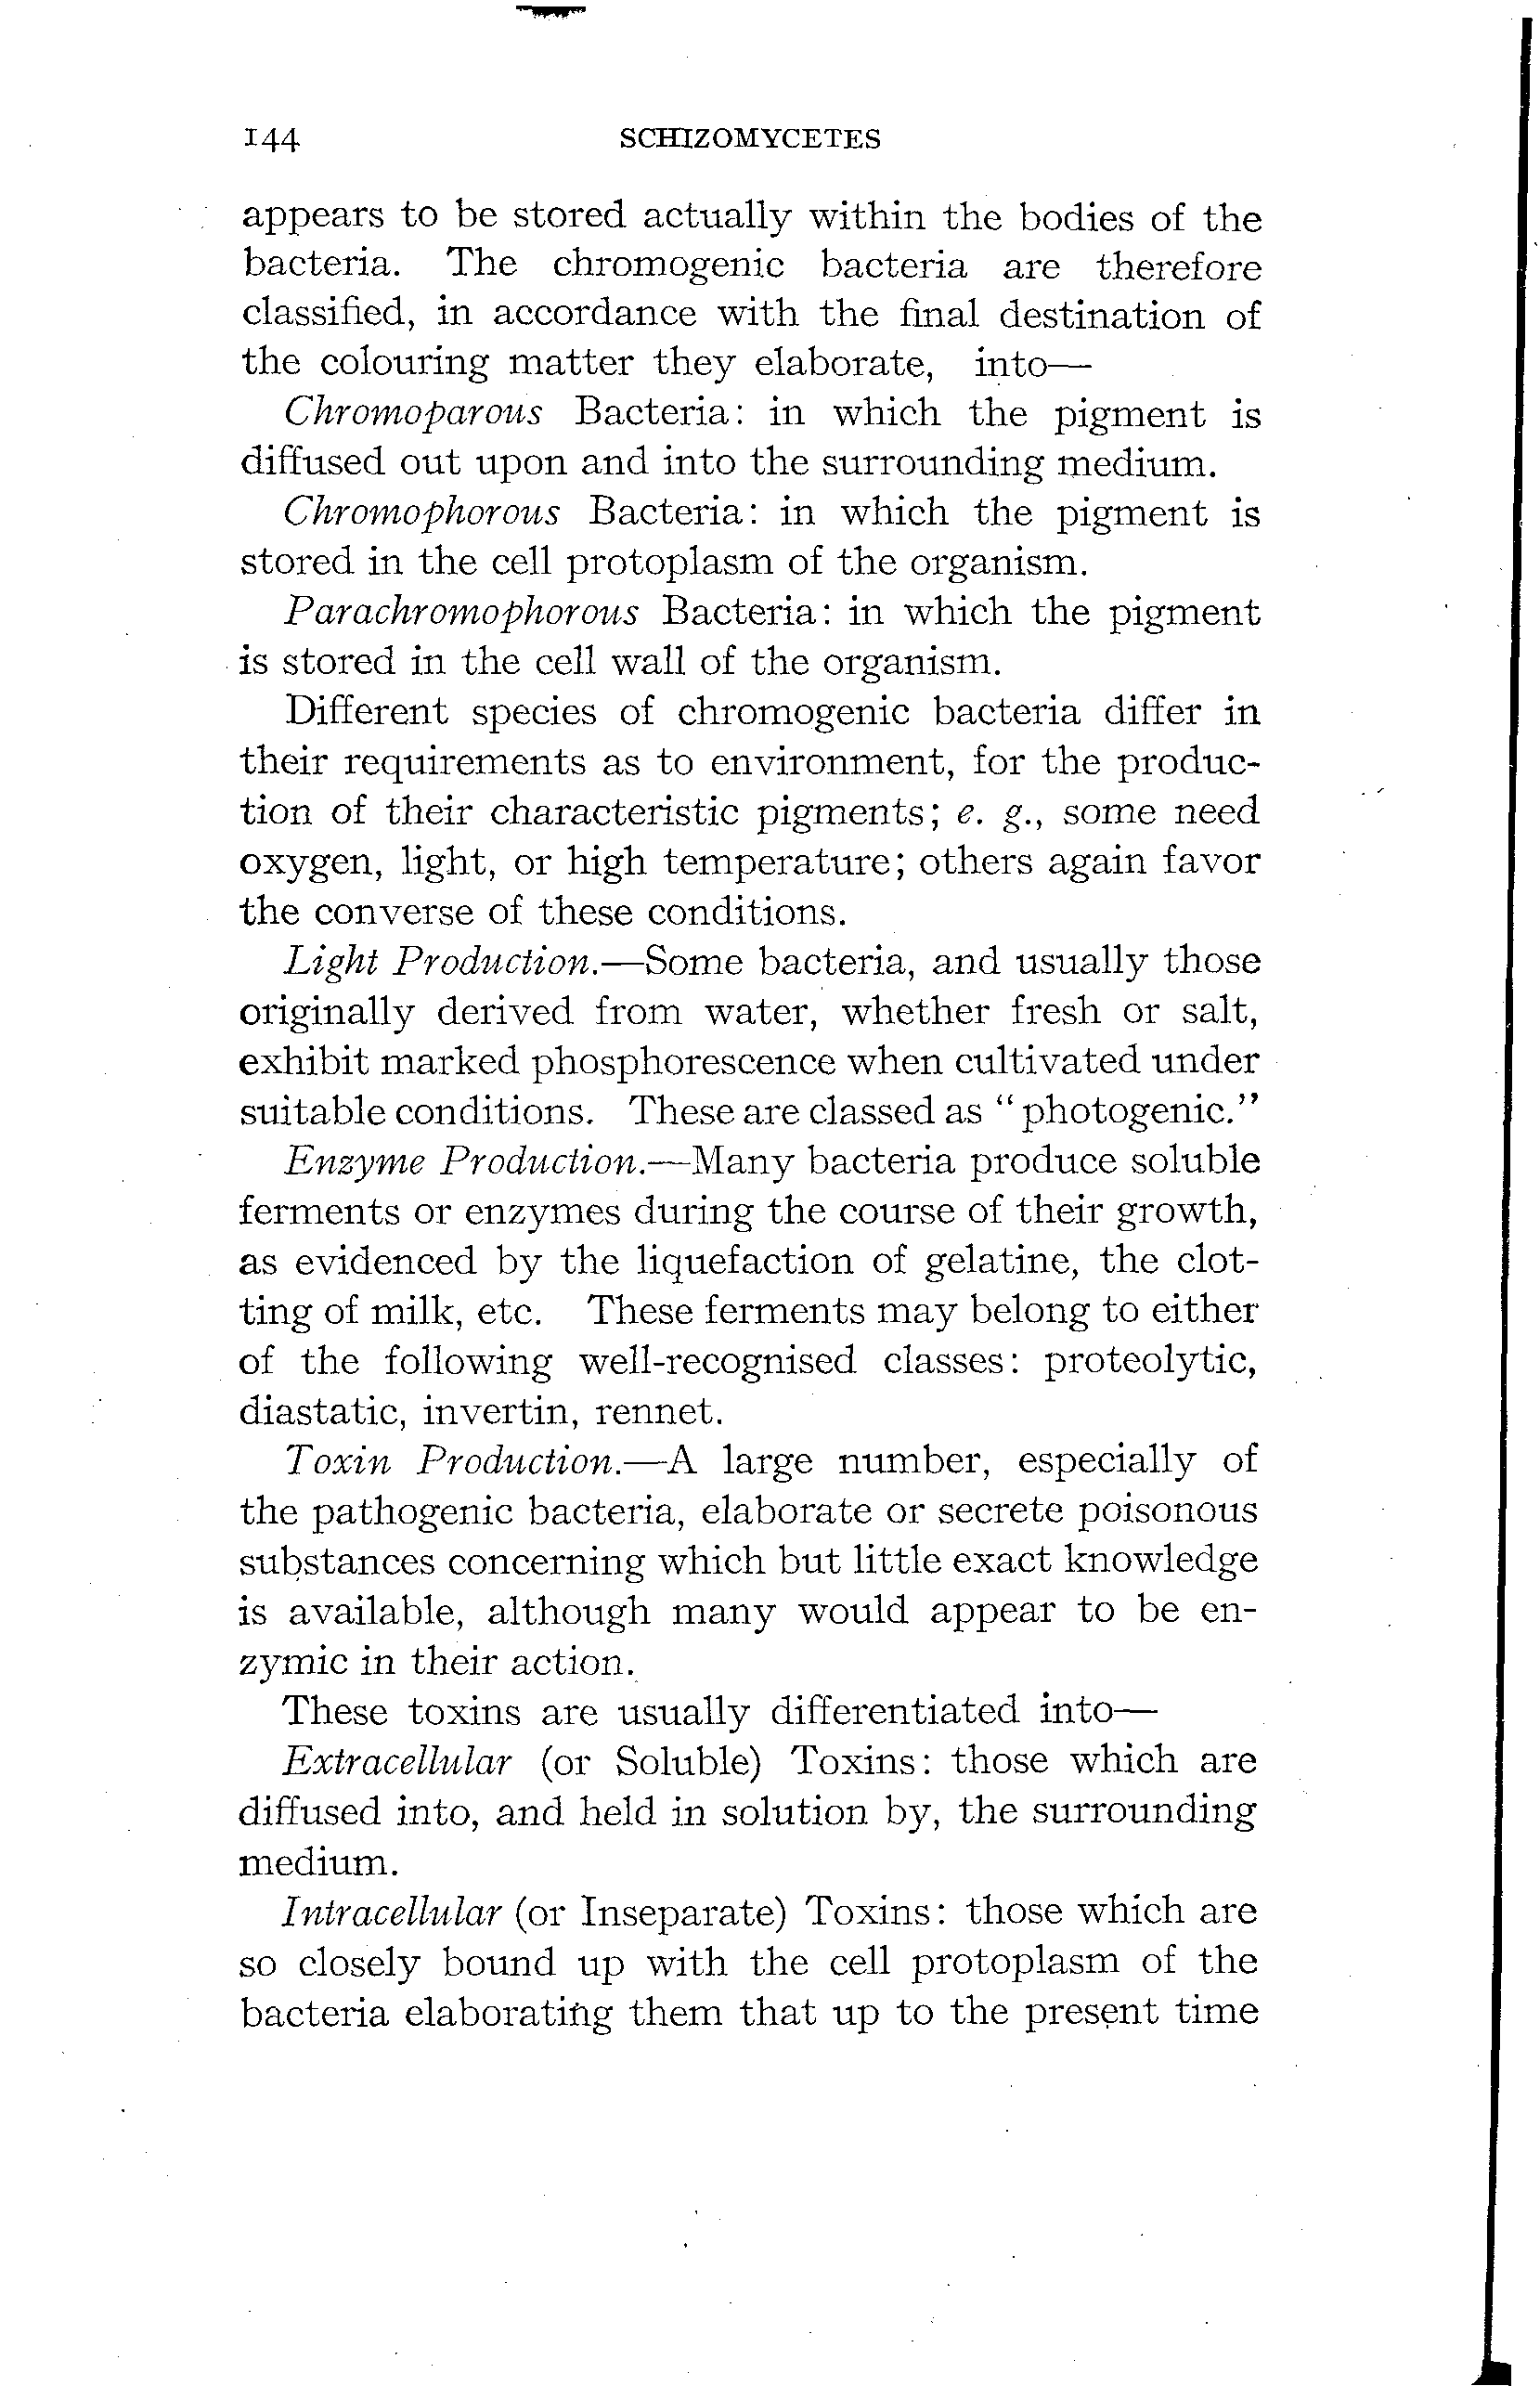 144 SCHIZOMYCETES
appears to be stored actually within the bodies of the
bacteria. The chromogenic bacteria are therefore
classified, in accordance with the final destination of
the colouring matter they elaborate, into—
Chromoparous Bacteria: in which the pigment is
diffused out upon and into the surrounding medium.
Chromophorous Bacteria: in which the pigment is
stored in the cell protoplasm of the organism.
Parachromophorous Bacteria: in which the pigment
is stored in the cell wall of the organism.
Different species of chromogenic bacteria differ in
their requirements as to environment, for the produc-
tion of their characteristic pigments; e. g., some need
oxygen, light, or high temperature; others again favor
the converse of these conditions.
Light Production.—Some bacteria, and usually those
originally derived from water, whether fresh or salt,
exhibit marked phosphorescence when cultivated under
suitable conditions. These are classed as "photogenic."
Enzyme Production.—Many bacteria produce soluble
ferments or enzymes during the course of their growth,
as evidenced by the liquefaction of gelatine, the clot-
ting of milk, etc. These ferments may belong to either
of the following well-recognised classes: proteolytic,
diastatic, invertin, rennet.
Toxin Production.—A large number, especially of
the pathogenic bacteria, elaborate or secrete poisonous
substances concerning which but little exact knowledge
is available, although many would appear to be en-
zymic in their action.
These toxins are usually differentiated into—
Extracellular (or Soluble) Toxins: those which are
diffused into, and held in solution by, the surrounding
medium.
Intracellular (or Inseparate) Toxins: those which are
so closely bound up with the cell protoplasm of the
bacteria elaborating them that up to the present time